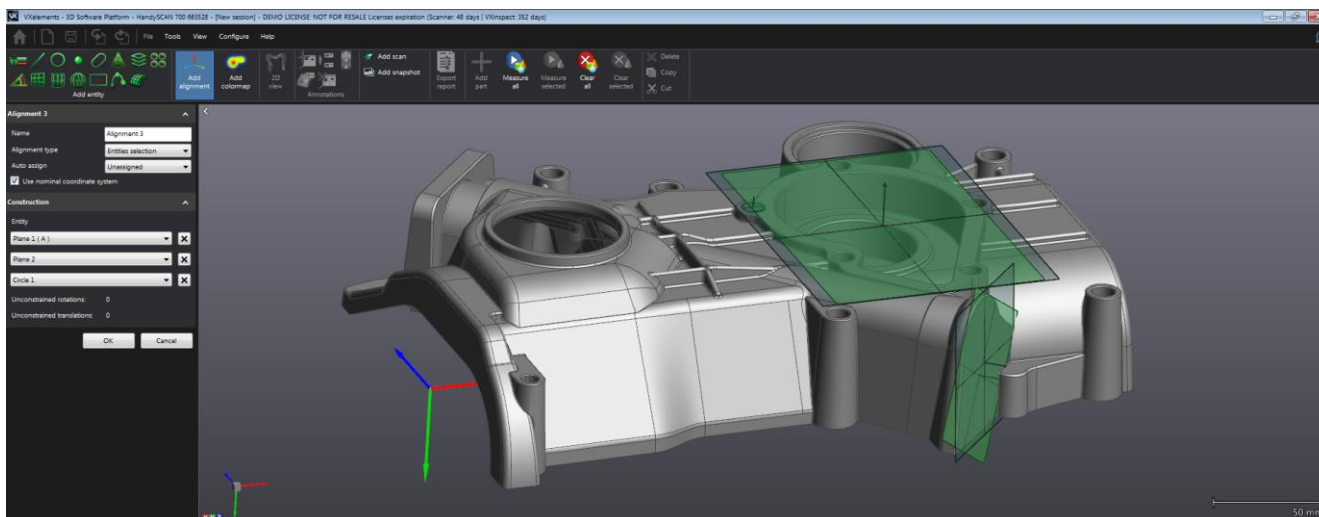 VXelements - 3D Software Platform - HandySCAN 700 663528 - [New session] - DEMO LICENSE: NOT FOR RESALE Licenses expiration (Scanner: 48 days | VXinspect: 352 days)
File Tools View Configure Help
Add entity
Add alignment
Add colormap
2D view
Annotations
Add scan
Add snapshot
Export report
Add part
Measure all
Measure selected
Clear all
Clear selected
Delete
Copy
Cut
Alignment 3
Name Alignment 3
Alignment type Entities selection
Auto assign Unassigned
Use nominal coordinate system
Construction
Entity
Plane 1 ( A )
Plane 2
Circle 1
Unconstrained rotations: 0
Unconstrained translations: 0
OK Cancel
50 mm